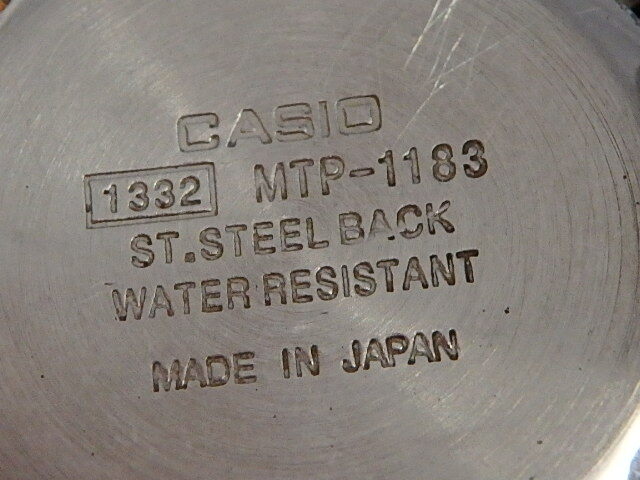 CASIO
1332 MTP-1183
ST.STEEL BACK
WATER RESISTANT
MADE IN JAPAN